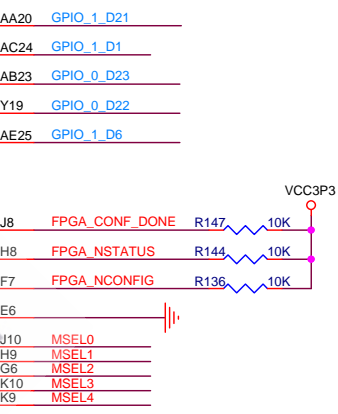 AA20 GPIO_1_D21
AC24 GPIO_1_D1
AB23 GPIO_0_D23
Y19 GPIO_0_D22
AE25 GPIO_1_D6
VCC3P3
J8 FPGA_CONF_DONE R147 10K
H8 FPGA_NSTATUS R144 10K
F7 FPGA_NCONFIG R136 10K
E6
J10 MSEL0
H9 MSEL1
G6 MSEL2
K10 MSEL3
K9 MSEL4